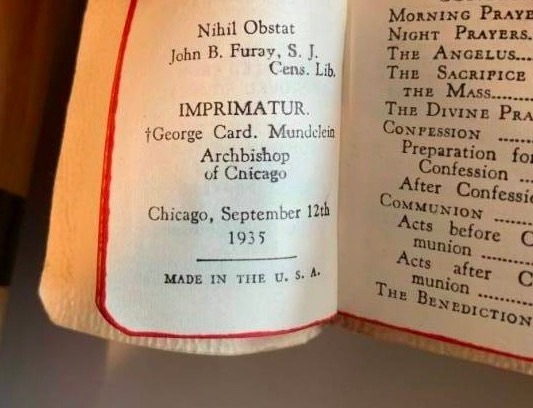 Nihil Obstat
John B. Furay, S. J.
Cens. Lib.
IMPRIMATUR.
†George Card. Mundelein
Archbishop
of Cnicago
Chicago, September 12th
1935
MADE IN THE U. S. A.
MORNING PRAYE
NIGHT PRAYERS.
THE ANGELUS....
THE SACRIFICE
THE MASS.....
THE DIVINE PRA
CONFESSION ........
Preparation for
Confession ....
After Confessi
COMMUNION ........
Acts before C
munion ........
Acts after C
munion ........
THE BENEDICTION